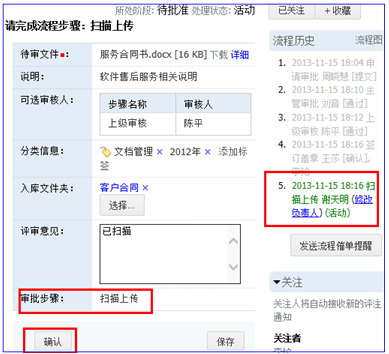 所处阶段: 待批准 处理状态: 活动
请完成流程步骤：扫描上传
待审文件■: 服务合同书.docx [16 KB] 下载 详细
说明: 软件售后服务相关说明
可选审核人:
步骤名称 审核人
上级审核 陈平
分类信息: 文档管理 × 2012年 × 添加标
签
入库文件夹: 客户合同 ×
选择...
评审意见: 已扫描
审批步骤: 扫描上传
确认 保存
已关注 +收藏
流程历史 流程图
1. 2013-11-15 18:04 申
请审批 周晓慧 [提交]
2. 2013-11-15 18:10 主
管审批 刘昌 [通过]
3. 2013-11-15 18:12 上
级审核 陈平 [通过]
4. 2013-11-15 18:16 签
订盖章 王莎 [确认],
5. 2013-11-15 18:16 扫
描上传 谢天明 (修改
负责人) (活动)
发送流程催单提醒
▼关注
关注人将自动接收新的评注
通知
关注者